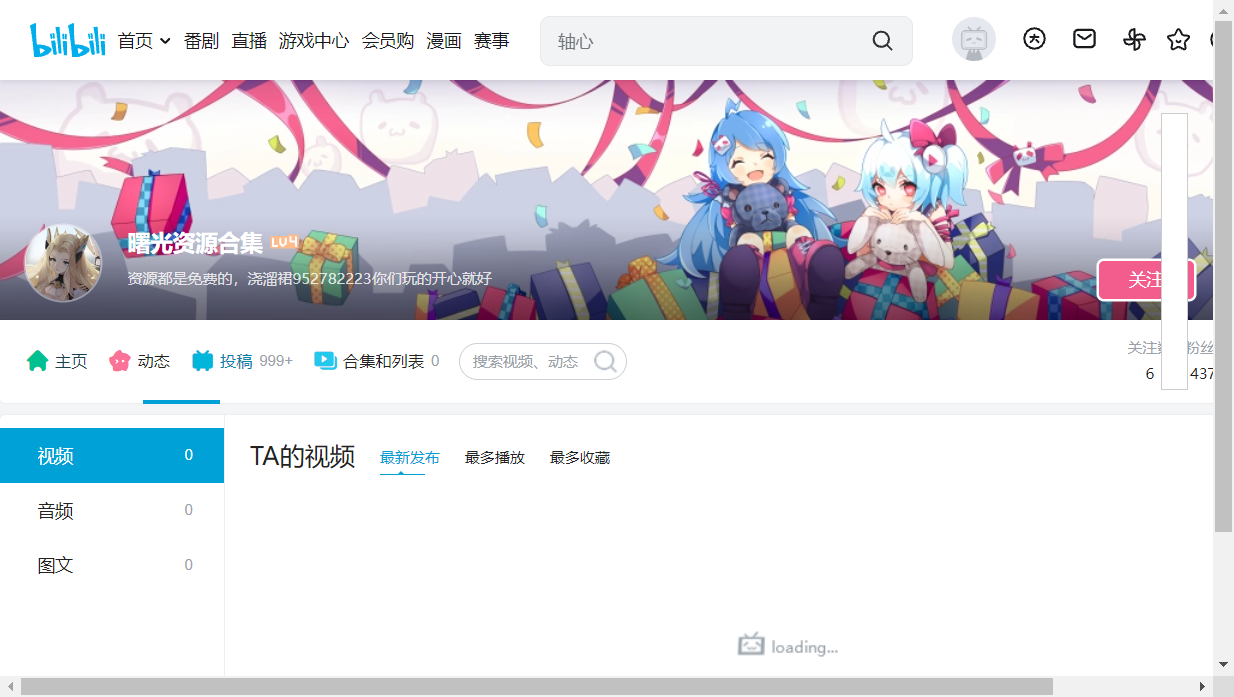 bilibili 首页 番剧 直播 游戏中心 会员购 漫画 赛事 轴心
曙光资源合集 LV4
资源都是免费的，浇溜裙952782223你们玩的开心就好
关注
主页 动态 投稿 999+ 合集和列表 0 搜索视频、动态
关注数 粉丝
6 437
视频 0
TA的视频 最新发布 最多播放 最多收藏
音频 0
图文 0
loading...